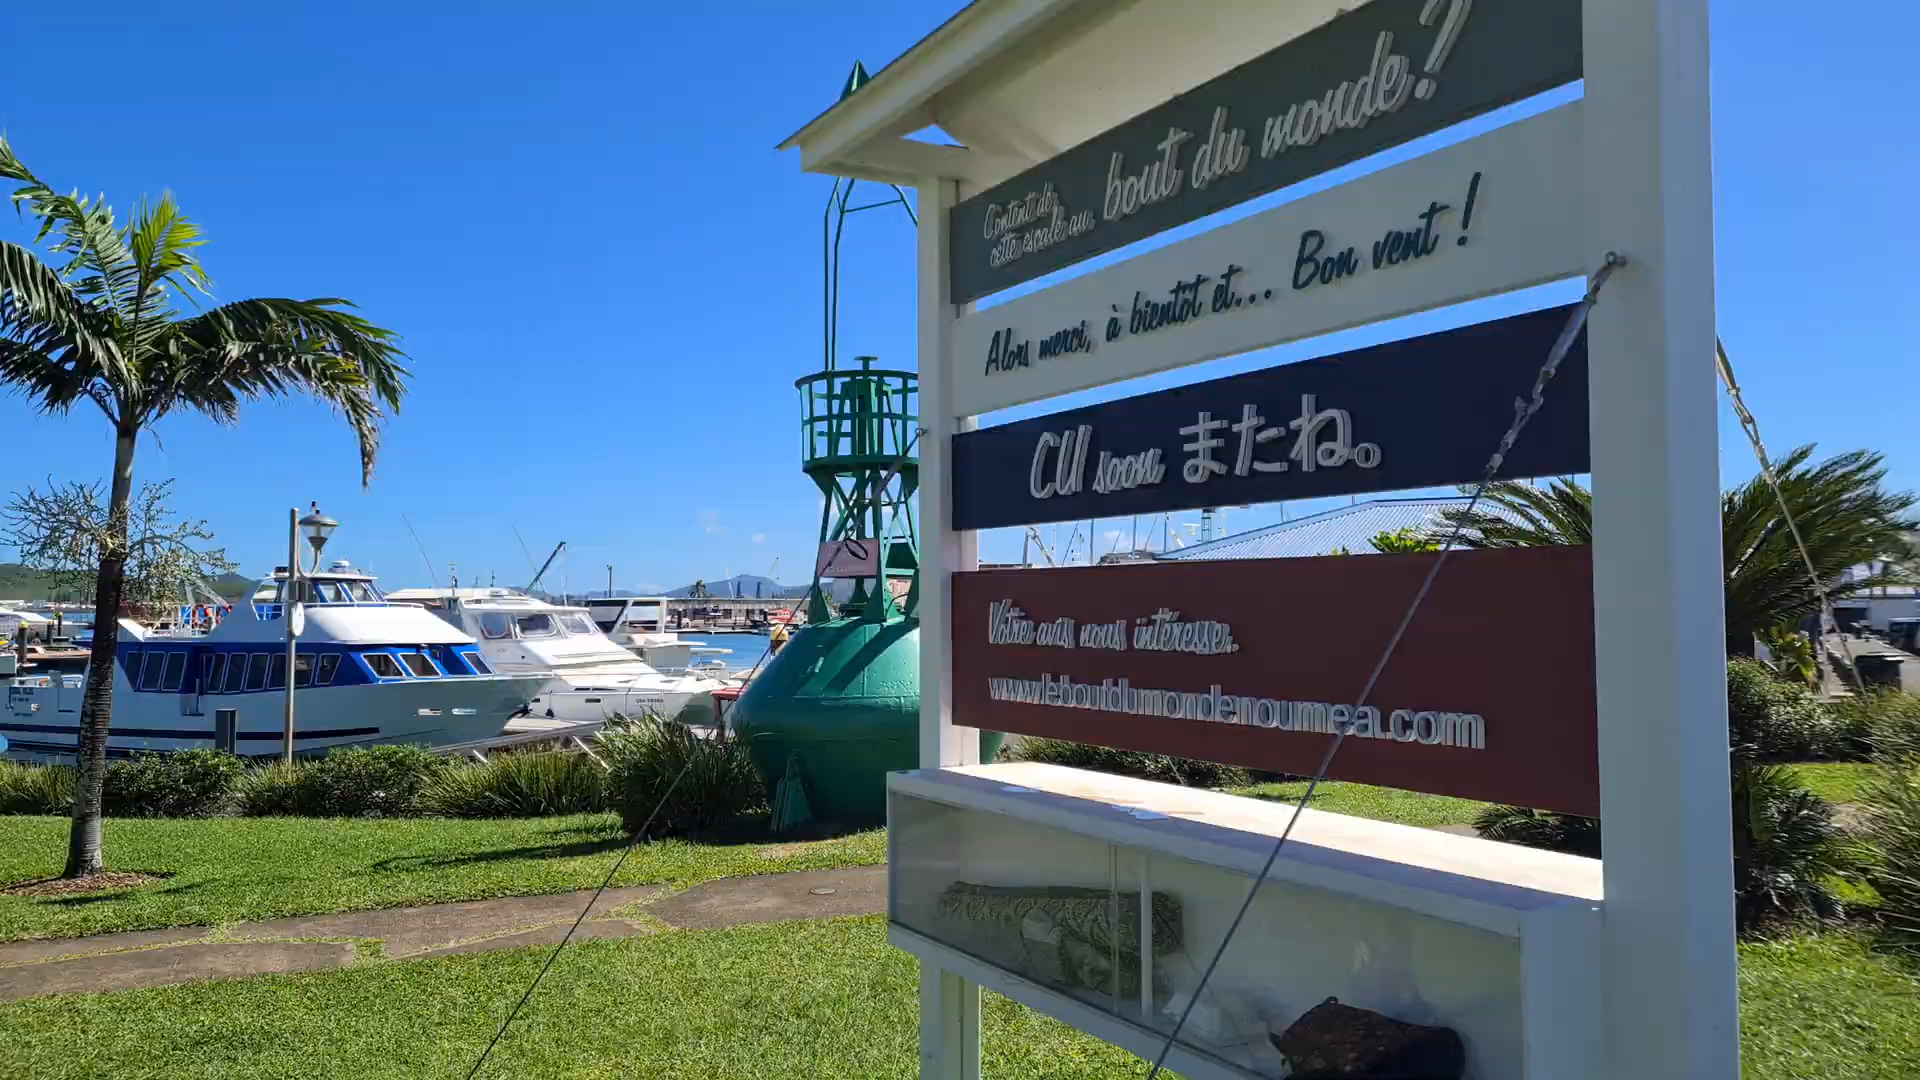 Content de
cette escale au bout du monde?
Alors merci, à bientôt et... Bon vent !
CU soon またね。
Votre avis nous intéresse.
www.leboutdumondenoumea.com